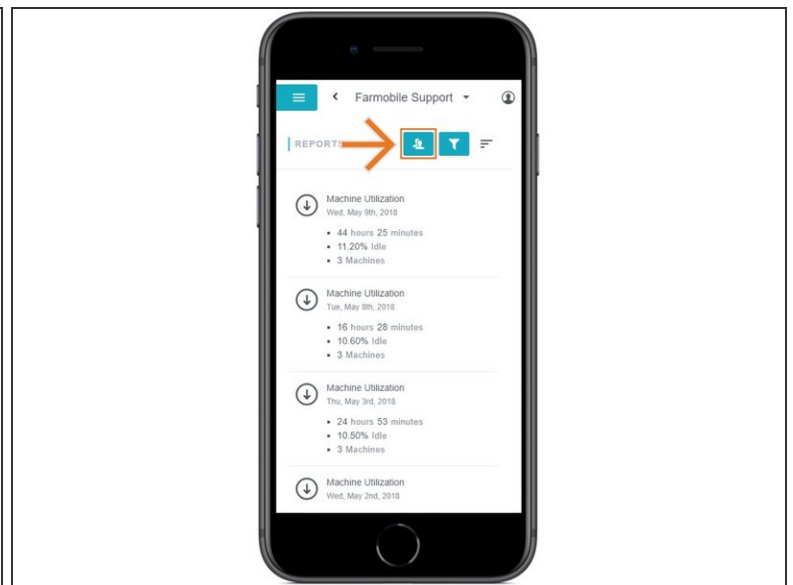 Farmobile Support
REPORTS
Machine Utilization
Wed, May 9th, 2018
44 hours 25 minutes
11.20% Idle
3 Machines
Machine Utilization
Tue, May 8th, 2018
16 hours 28 minutes
10.60% Idle
3 Machines
Machine Utilization
Thu, May 3rd, 2018
24 hours 53 minutes
10.50% Idle
3 Machines
Machine Utilization
Wed, May 2nd, 2018